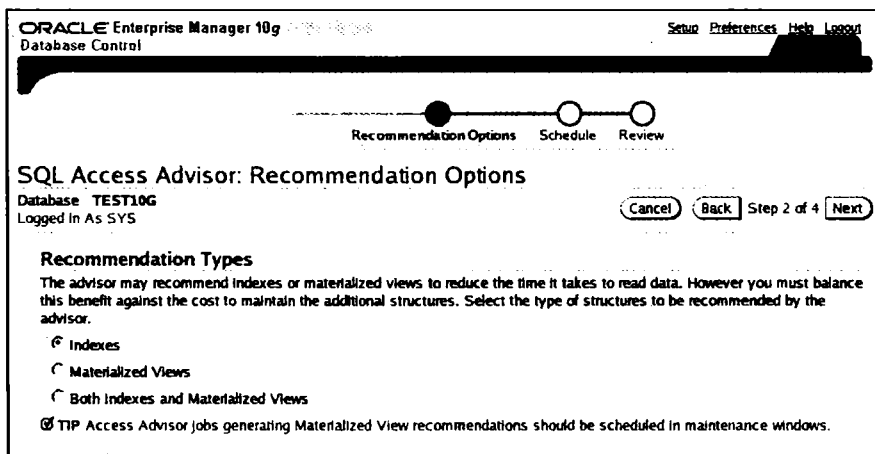 ORACLE Enterprise Manager 10g
Setup Preferences Help Logout
Database Control
Recommendation Options Schedule Review
SQL Access Advisor: Recommendation Options
Database TEST10G
Logged In As SYS
Cancel Back Step 2 of 4 Next
Recommendation Types
The advisor may recommend indexes or materialized views to reduce the time it takes to read data. However you must balance
this benefit against the cost to maintain the additional structures. Select the type of structures to be recommended by the
advisor.
Indexes
Materialized Views
Both Indexes and Materialized Views
TIP Access Advisor jobs generating Materialized View recommendations should be scheduled in maintenance windows.